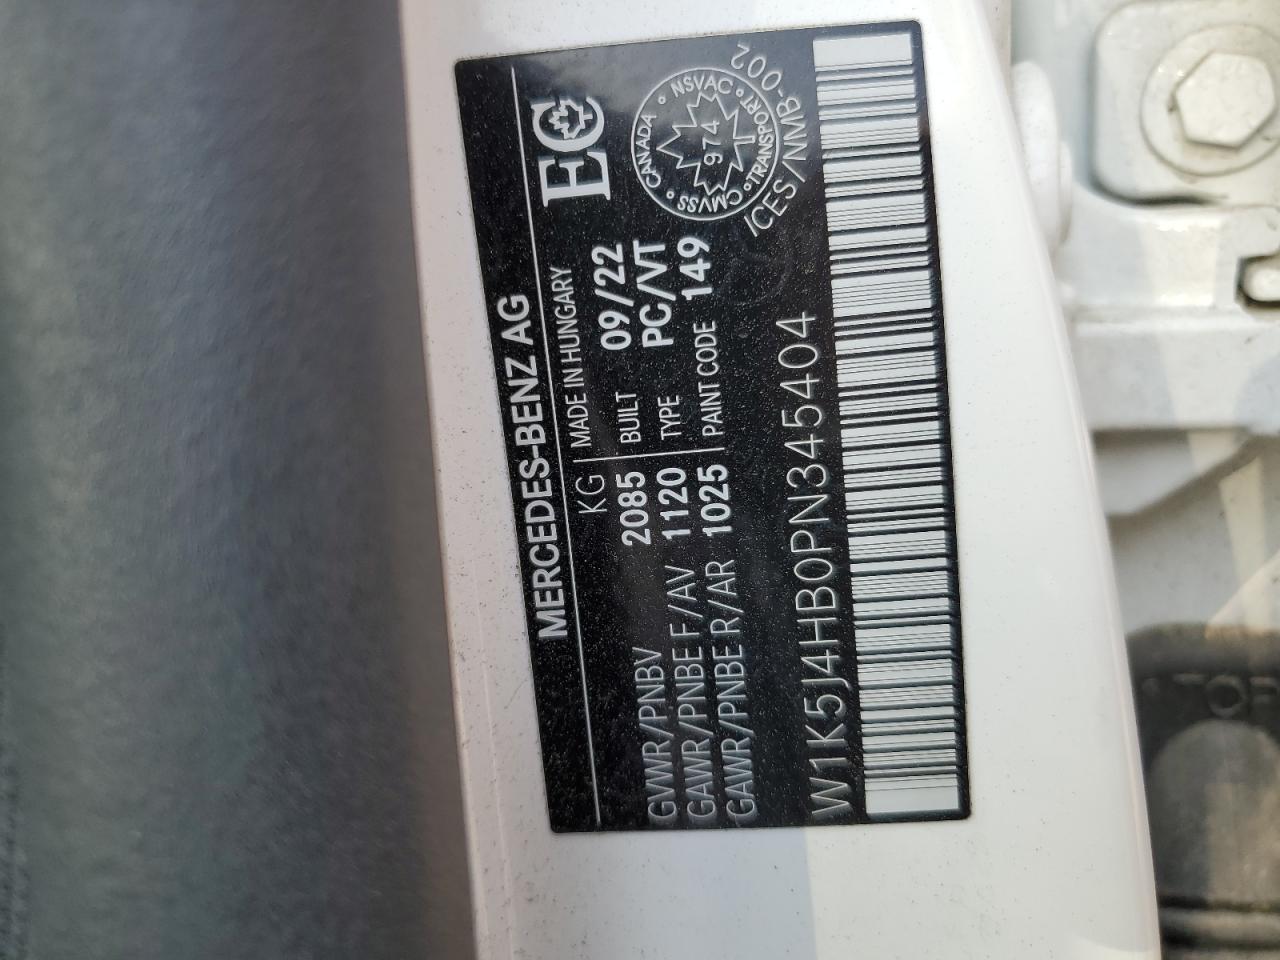 MERCEDES-BENZ AG
KG MADE IN HUNGARY
GVWR/PNBV 2085 BUILT 09/22
GAWR/PNBE F/AV 1120 TYPE PC/VT
GAWR/PNBE R/AR 1025 PAINT CODE 149
EC
CANADA ° NSVAC ° TRANSPORT ° CMVSS °
974
ICES/NMB-002
W1K5J4HB0PN345404